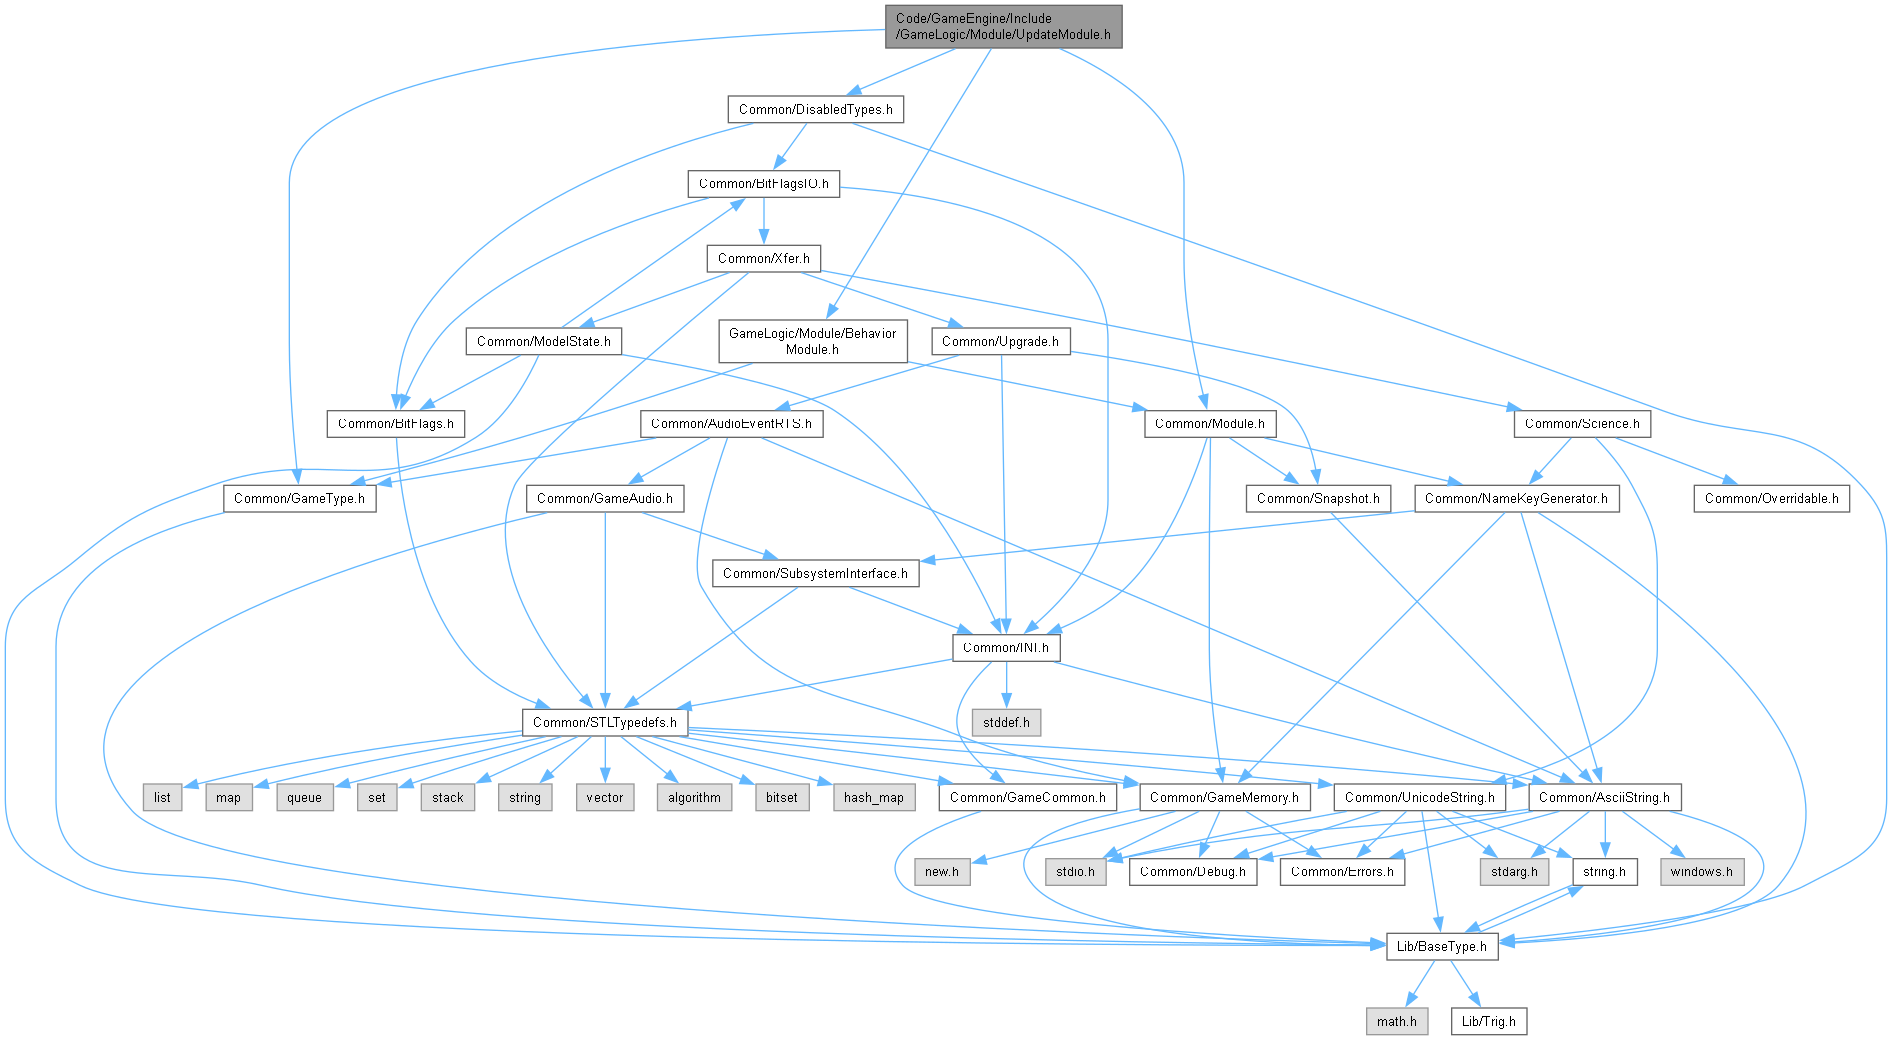 Code/GameEngine/Include
/GameLogic/Module/UpdateModule.h
Common/DisabledTypes.h
Common/BitFlagsIO.h
Common/Xfer.h
GameLogic/Module/Behavior
Module.h
Common/ModelState.h
Common/Upgrade.h
Common/BitFlags.h
Common/AudioEventRTS.h
Common/Module.h
Common/Science.h
Common/GameType.h
Common/GameAudio.h
Common/Snapshot.h
Common/NameKeyGenerator.h
Common/Overridable.h
Common/SubsystemInterface.h
Common/INI.h
Common/STLTypedefs.h
stddef.h
list
map
queue
set
stack
string
vector
algorithm
bitset
hash_map
Common/GameCommon.h
Common/GameMemory.h
Common/UnicodeString.h
Common/AsciiString.h
new.h
stdio.h
Common/Debug.h
Common/Errors.h
stdarg.h
string.h
windows.h
Lib/BaseType.h
math.h
Lib/Trig.h